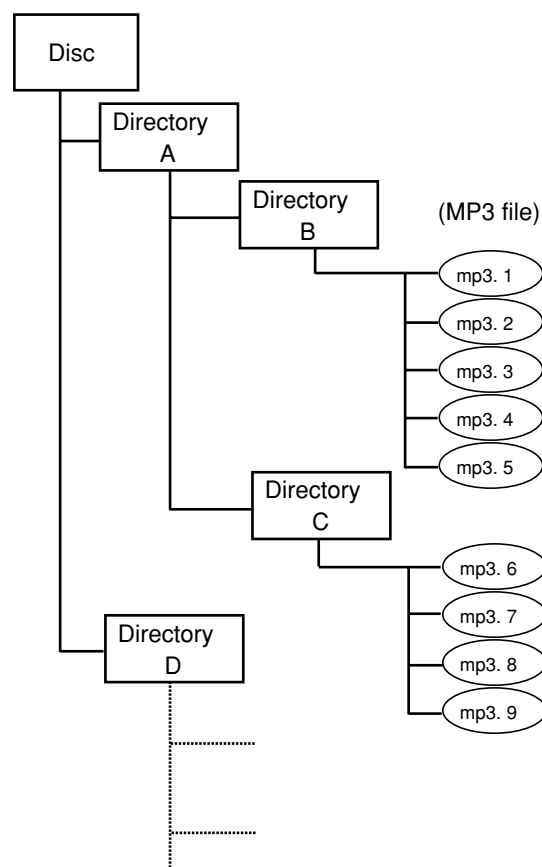 Disc
Directory
A
Directory
B
(MP3 file)
mp3. 1
mp3. 2
mp3. 3
mp3. 4
mp3. 5
Directory
C
mp3. 6
mp3. 7
mp3. 8
mp3. 9
Directory
D